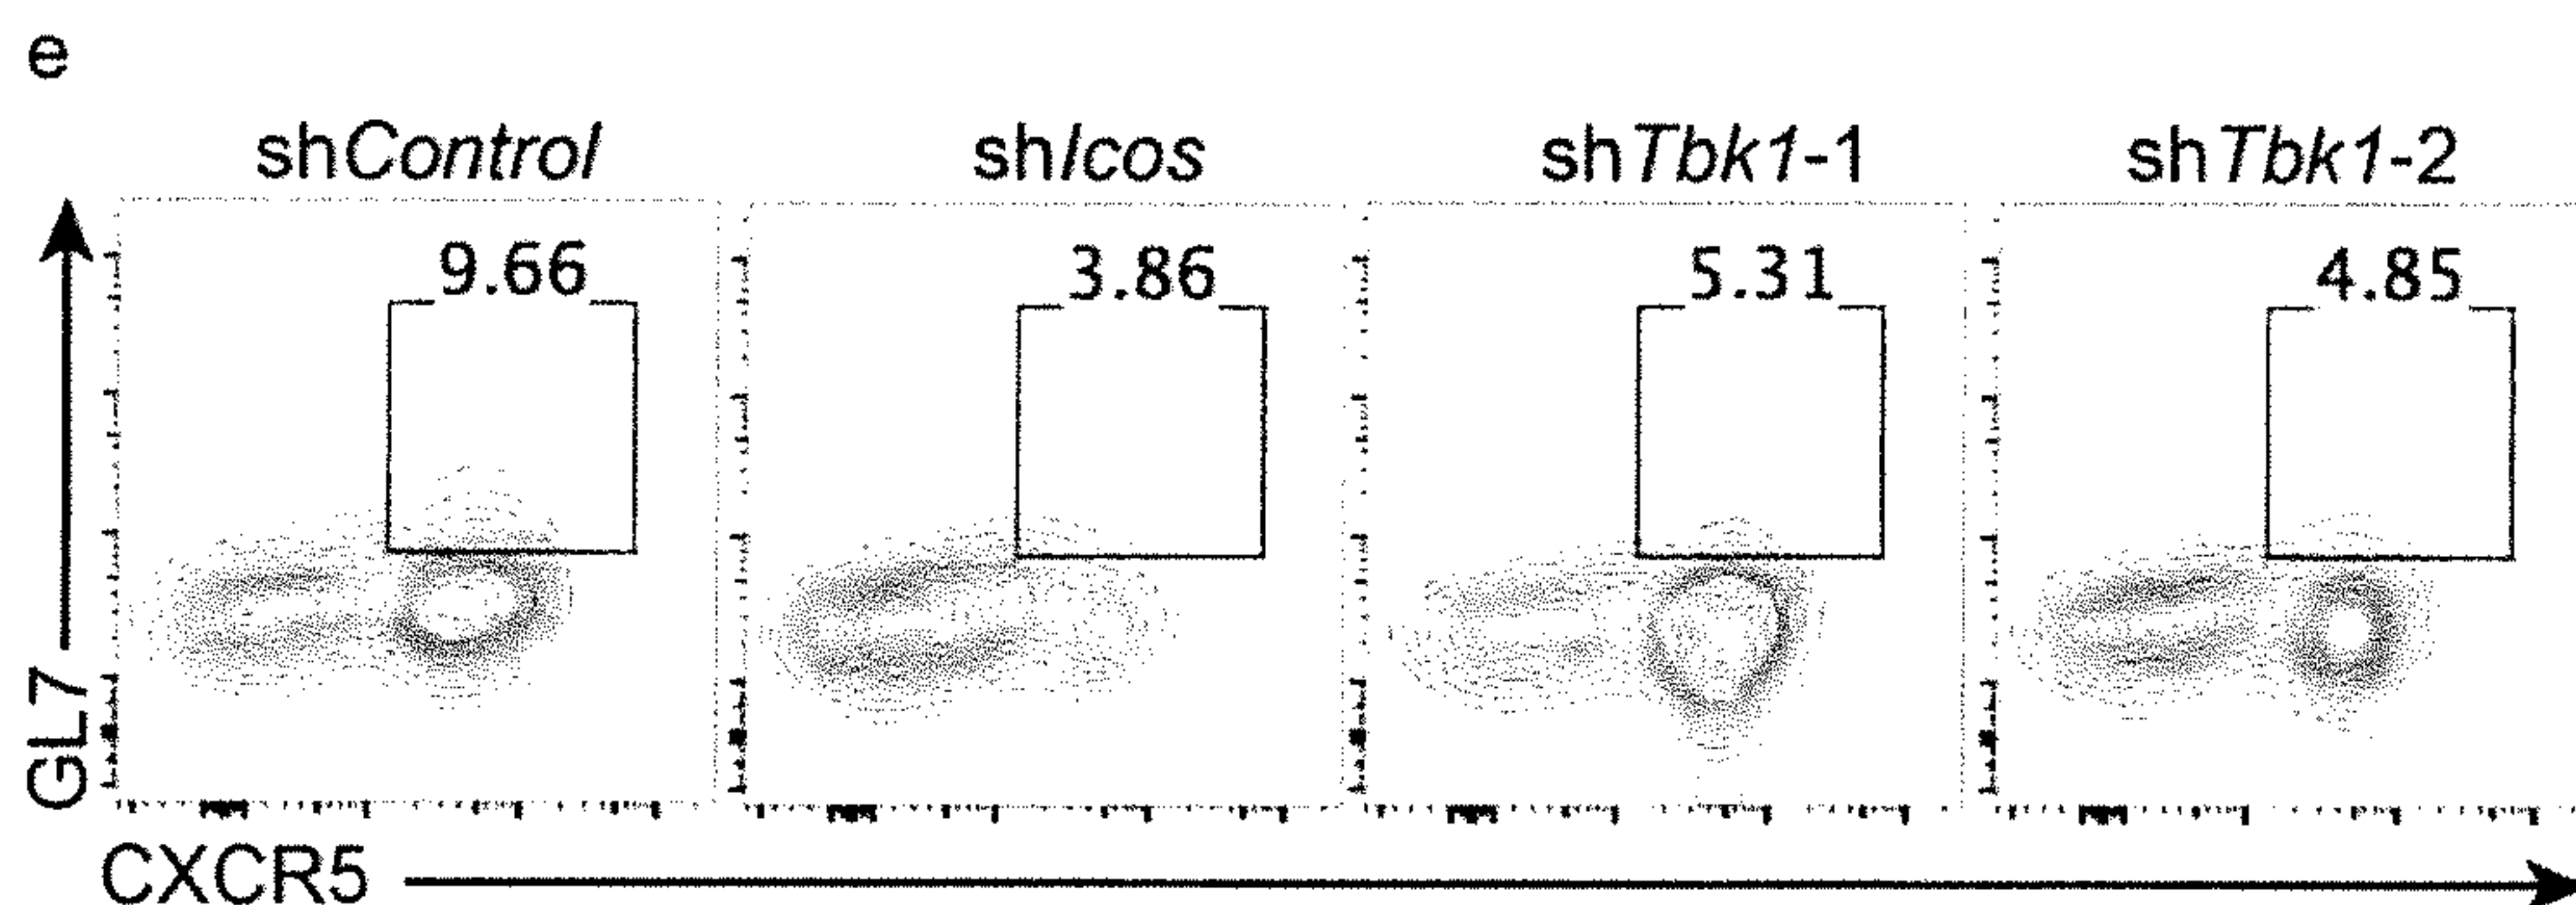 e
shControl shIcos shTbk1-1 shTbk1-2
9.66 3.86 5.31 4.85
GL7
CXCR5